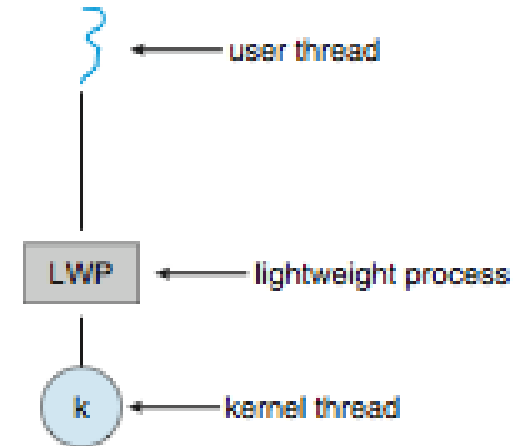 user thread
LWP
lightweight process
k
kernel thread